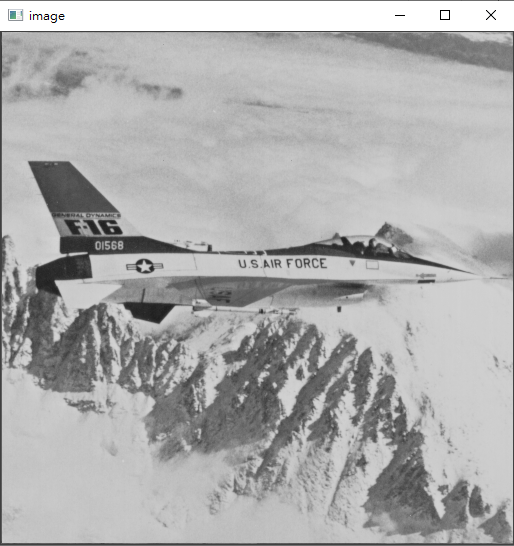 image
GENERAL DYNAMICS
F-16
01568
U.S. AIR FORCE